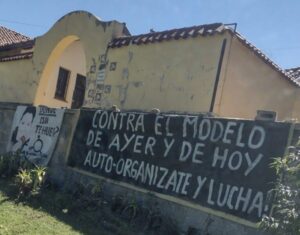 CONTRA EL MODELO
DE AYER Y DE HOY
AUTO-ORGANIZATE Y LUCHA!